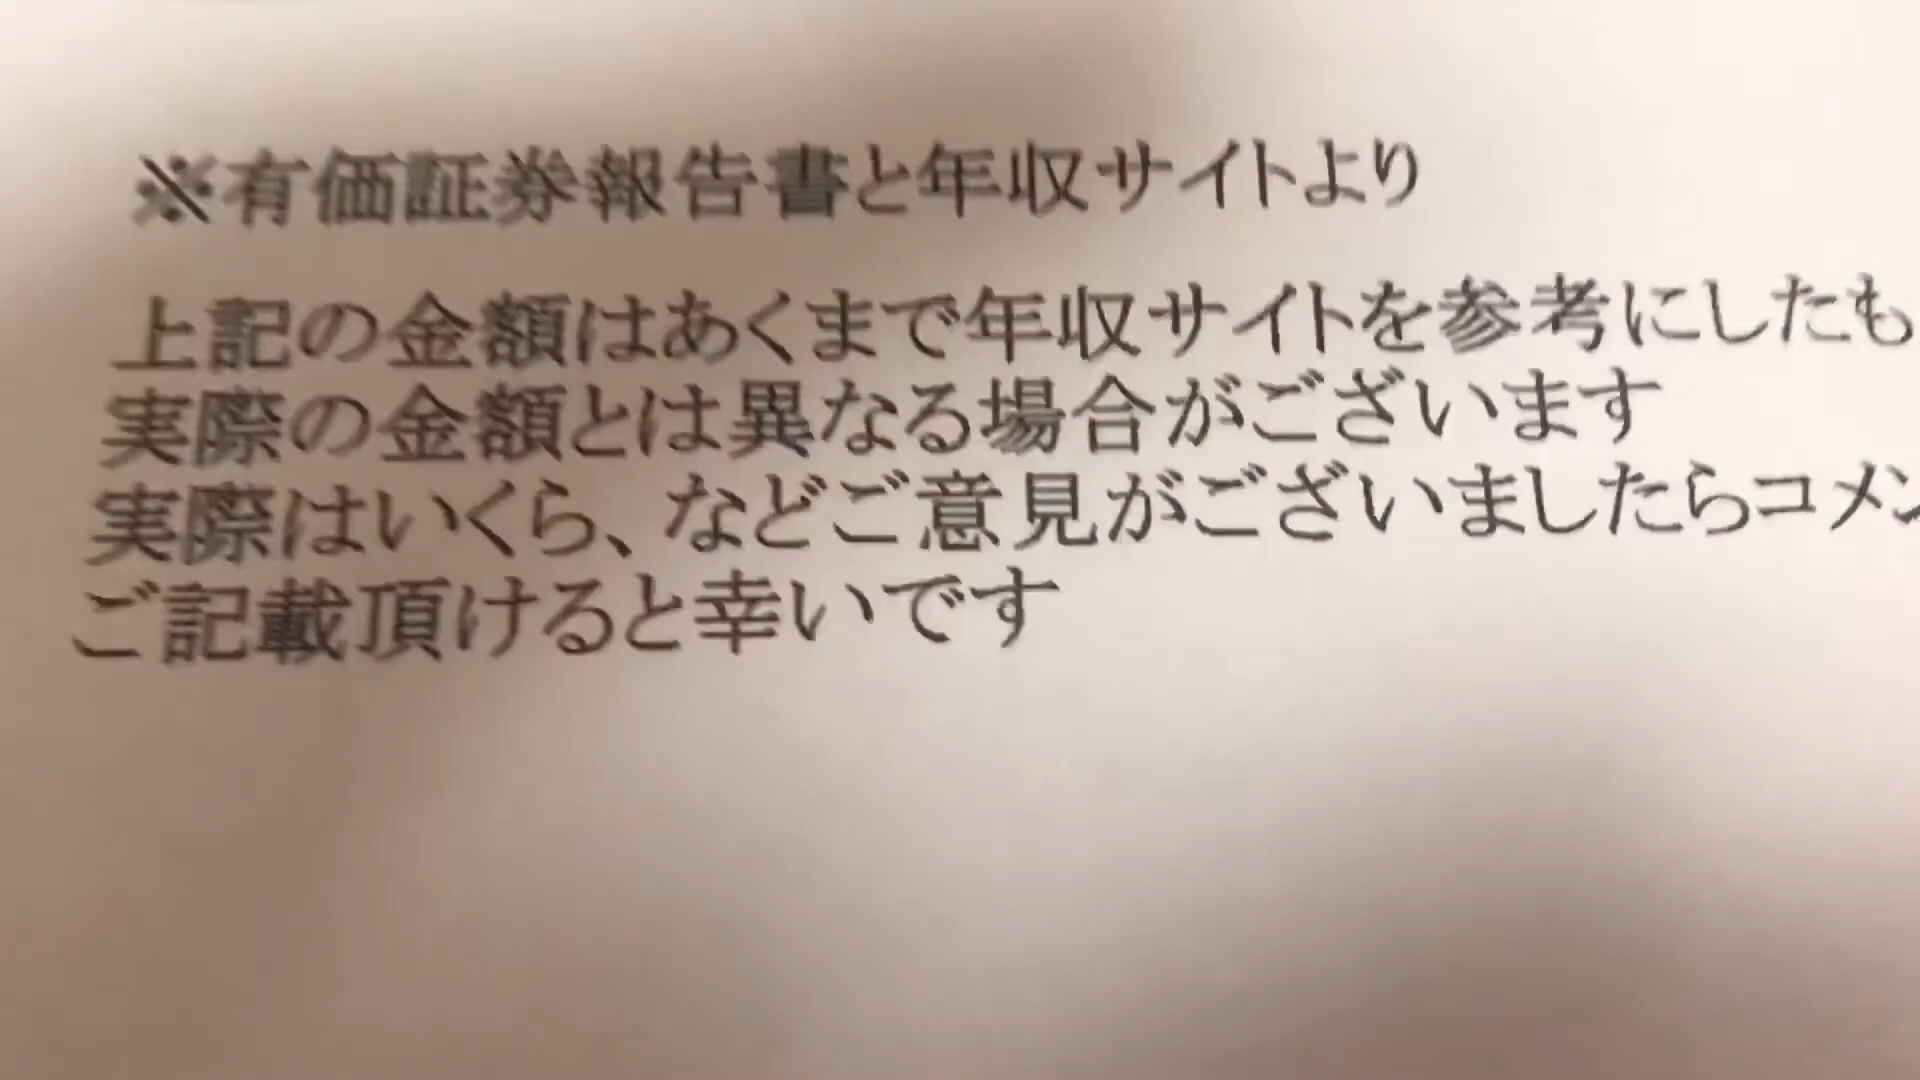 ※有価証券報告書と年収サイトより
上記の金額はあくまで年収サイトを参考にしたも
実際の金額とは異なる場合がございます
実際はいくら、などご意見がございましたらコメン
ご記載頂けると幸いです